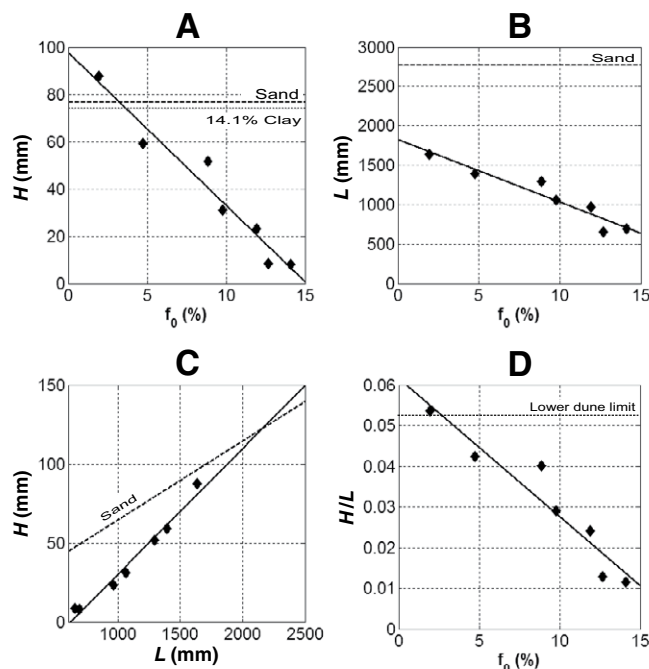 A
100
80
60
40
20
0
H (mm)
Sand
14.1% Clay
0 5 10 15
f₀ (%)
B
3000
2500
2000
1500
1000
500
0
L (mm)
Sand
0 5 10 15
f₀ (%)
C
150
100
50
0
H (mm)
Sand
1000 1500 2000 2500
L (mm)
D
0.06
0.05
0.04
0.03
0.02
0.01
0
H/L
Lower dune limit
0 5 10 15
f₀ (%)